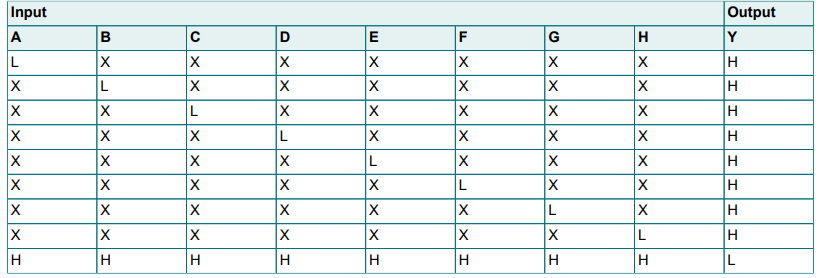 Input Output
A B C D E F G H Y
L X X X X X X X H
X L X X X X X X H
X X L X X X X X H
X X X L X X X X H
X X X X L X X X H
X X X X X L X X H
X X X X X X L X H
X X X X X X X L H
H H H H H H H H L